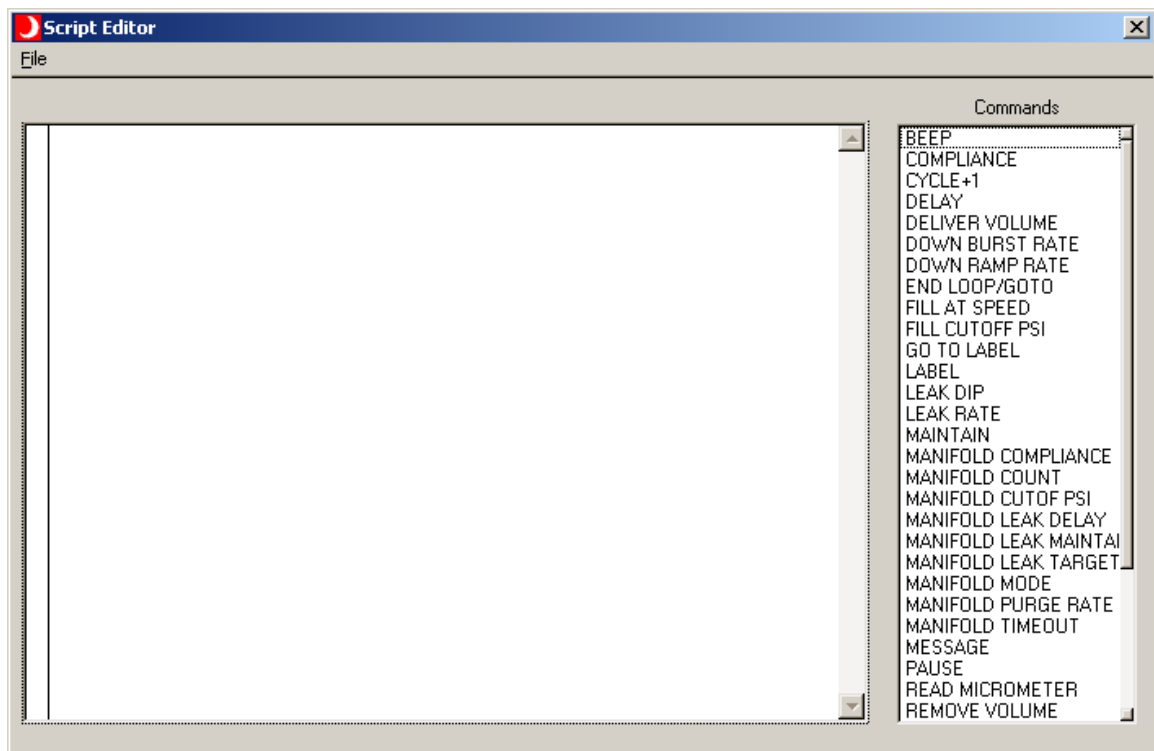 Script Editor
File
Commands
BEEP
COMPLIANCE
CYCLE+1
DELAY
DELIVER VOLUME
DOWN BURST RATE
DOWN RAMP RATE
END LOOP/GOTO
FILL AT SPEED
FILL CUTOFF PSI
GO TO LABEL
LABEL
LEAK DIP
LEAK RATE
MAINTAIN
MANIFOLD COMPLIANCE
MANIFOLD COUNT
MANIFOLD CUTOF PSI
MANIFOLD LEAK DELAY
MANIFOLD LEAK MAINTAI
MANIFOLD LEAK TARGET
MANIFOLD MODE
MANIFOLD PURGE RATE
MANIFOLD TIMEOUT
MESSAGE
PAUSE
READ MICROMETER
REMOVE VOLUME